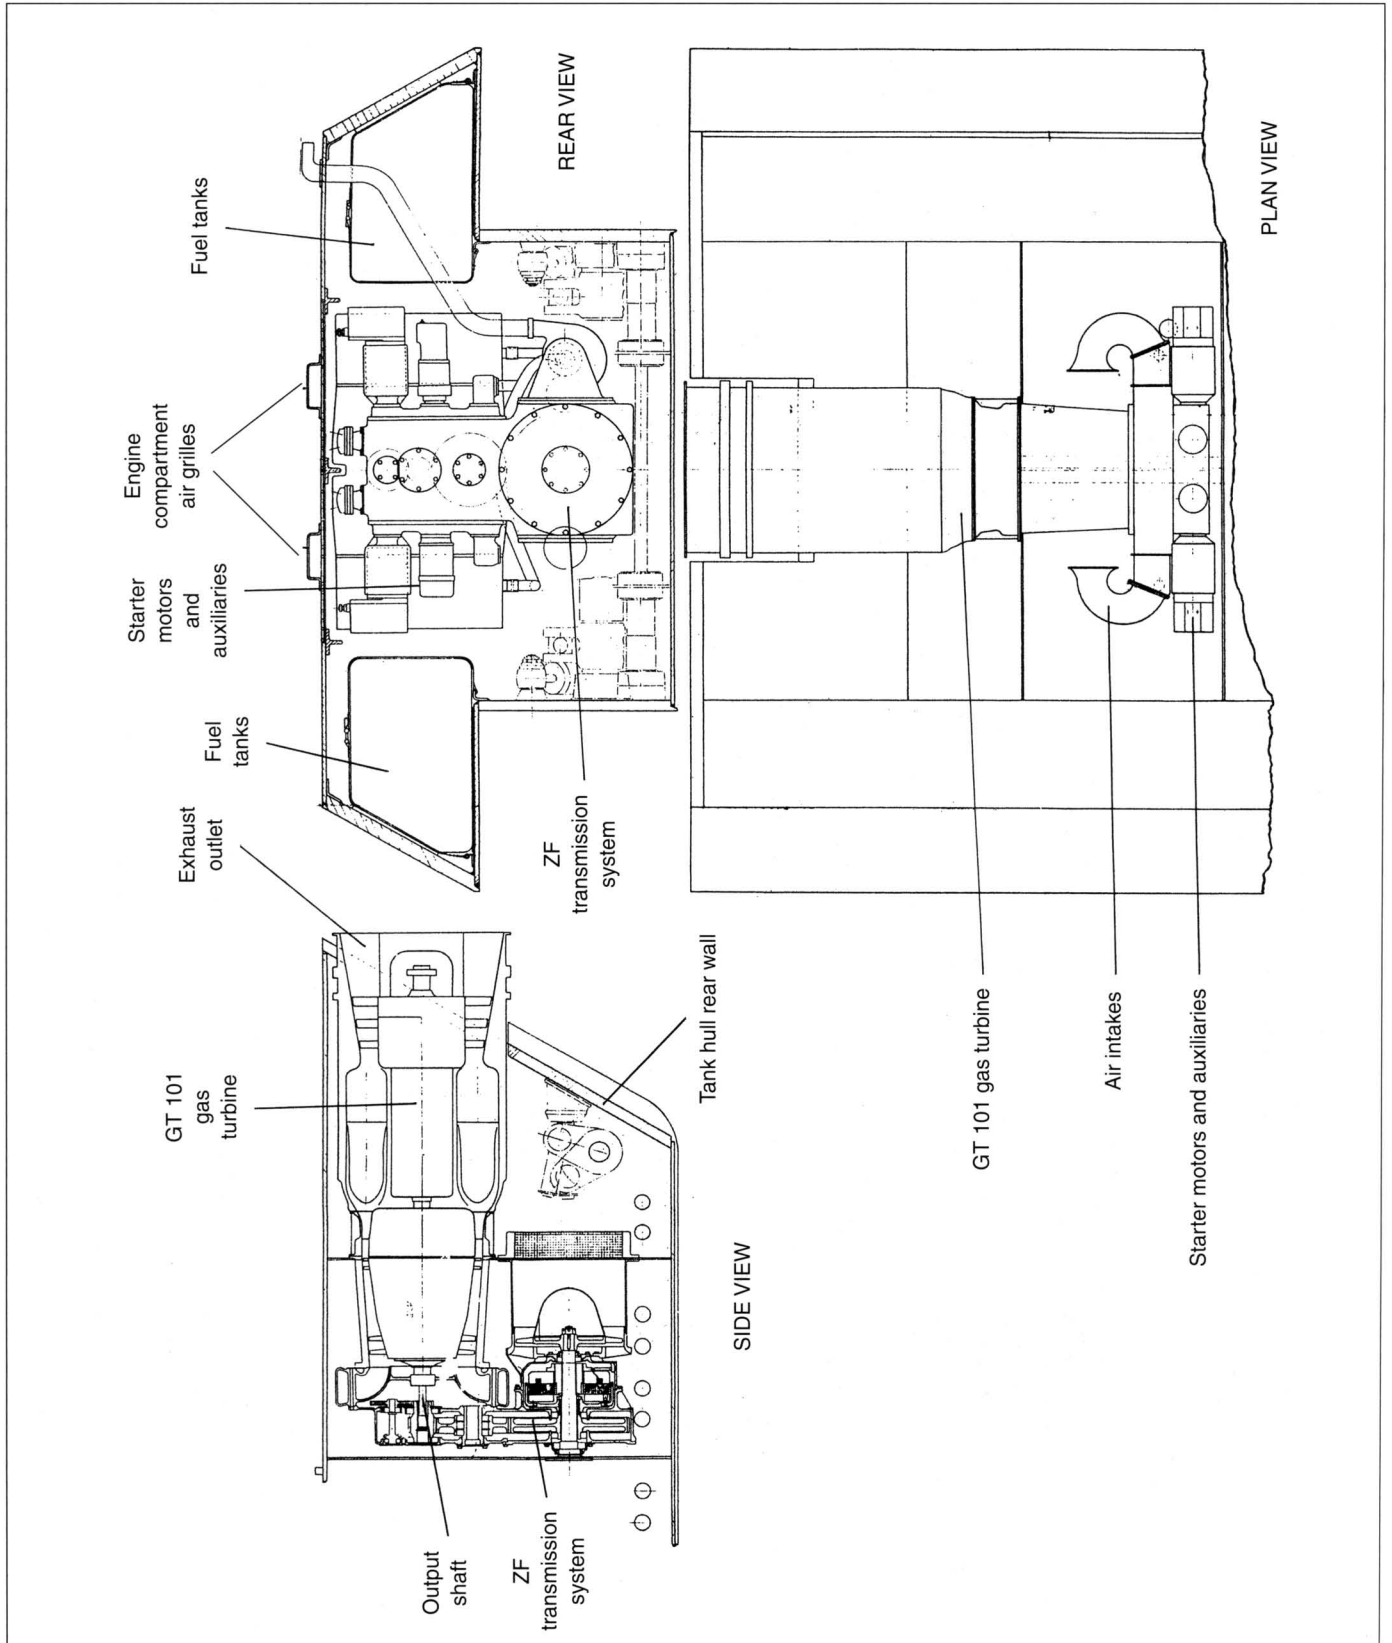 GT 101
gas
turbine
Exhaust
outlet
Fuel
tanks
Starter
motors
and
auxiliaries
Engine
compartment
air grilles
Fuel tanks
Output
shaft
ZF
transmission
system
SIDE VIEW
Tank hull rear wall
ZF
transmission
system
REAR VIEW
GT 101 gas turbine
Air intakes
Starter motors and auxiliaries
PLAN VIEW